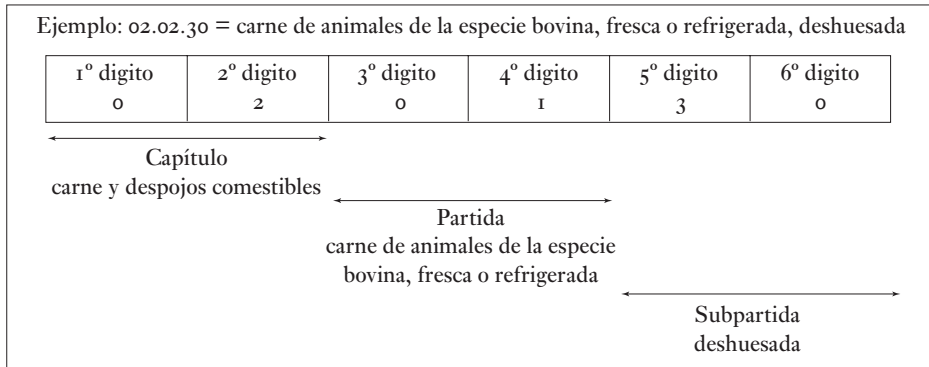 Ejemplo: 02.02.30 = carne de animales de la especie bovina, fresca o refrigerada, deshuesada
1º digito 2º digito 3º digito 4º digito 5º digito 6º digito
0 2 0 1 3 0
Capítulo
carne y despojos comestibles
Partida
carne de animales de la especie
bovina, fresca o refrigerada
Subpartida
deshuesada